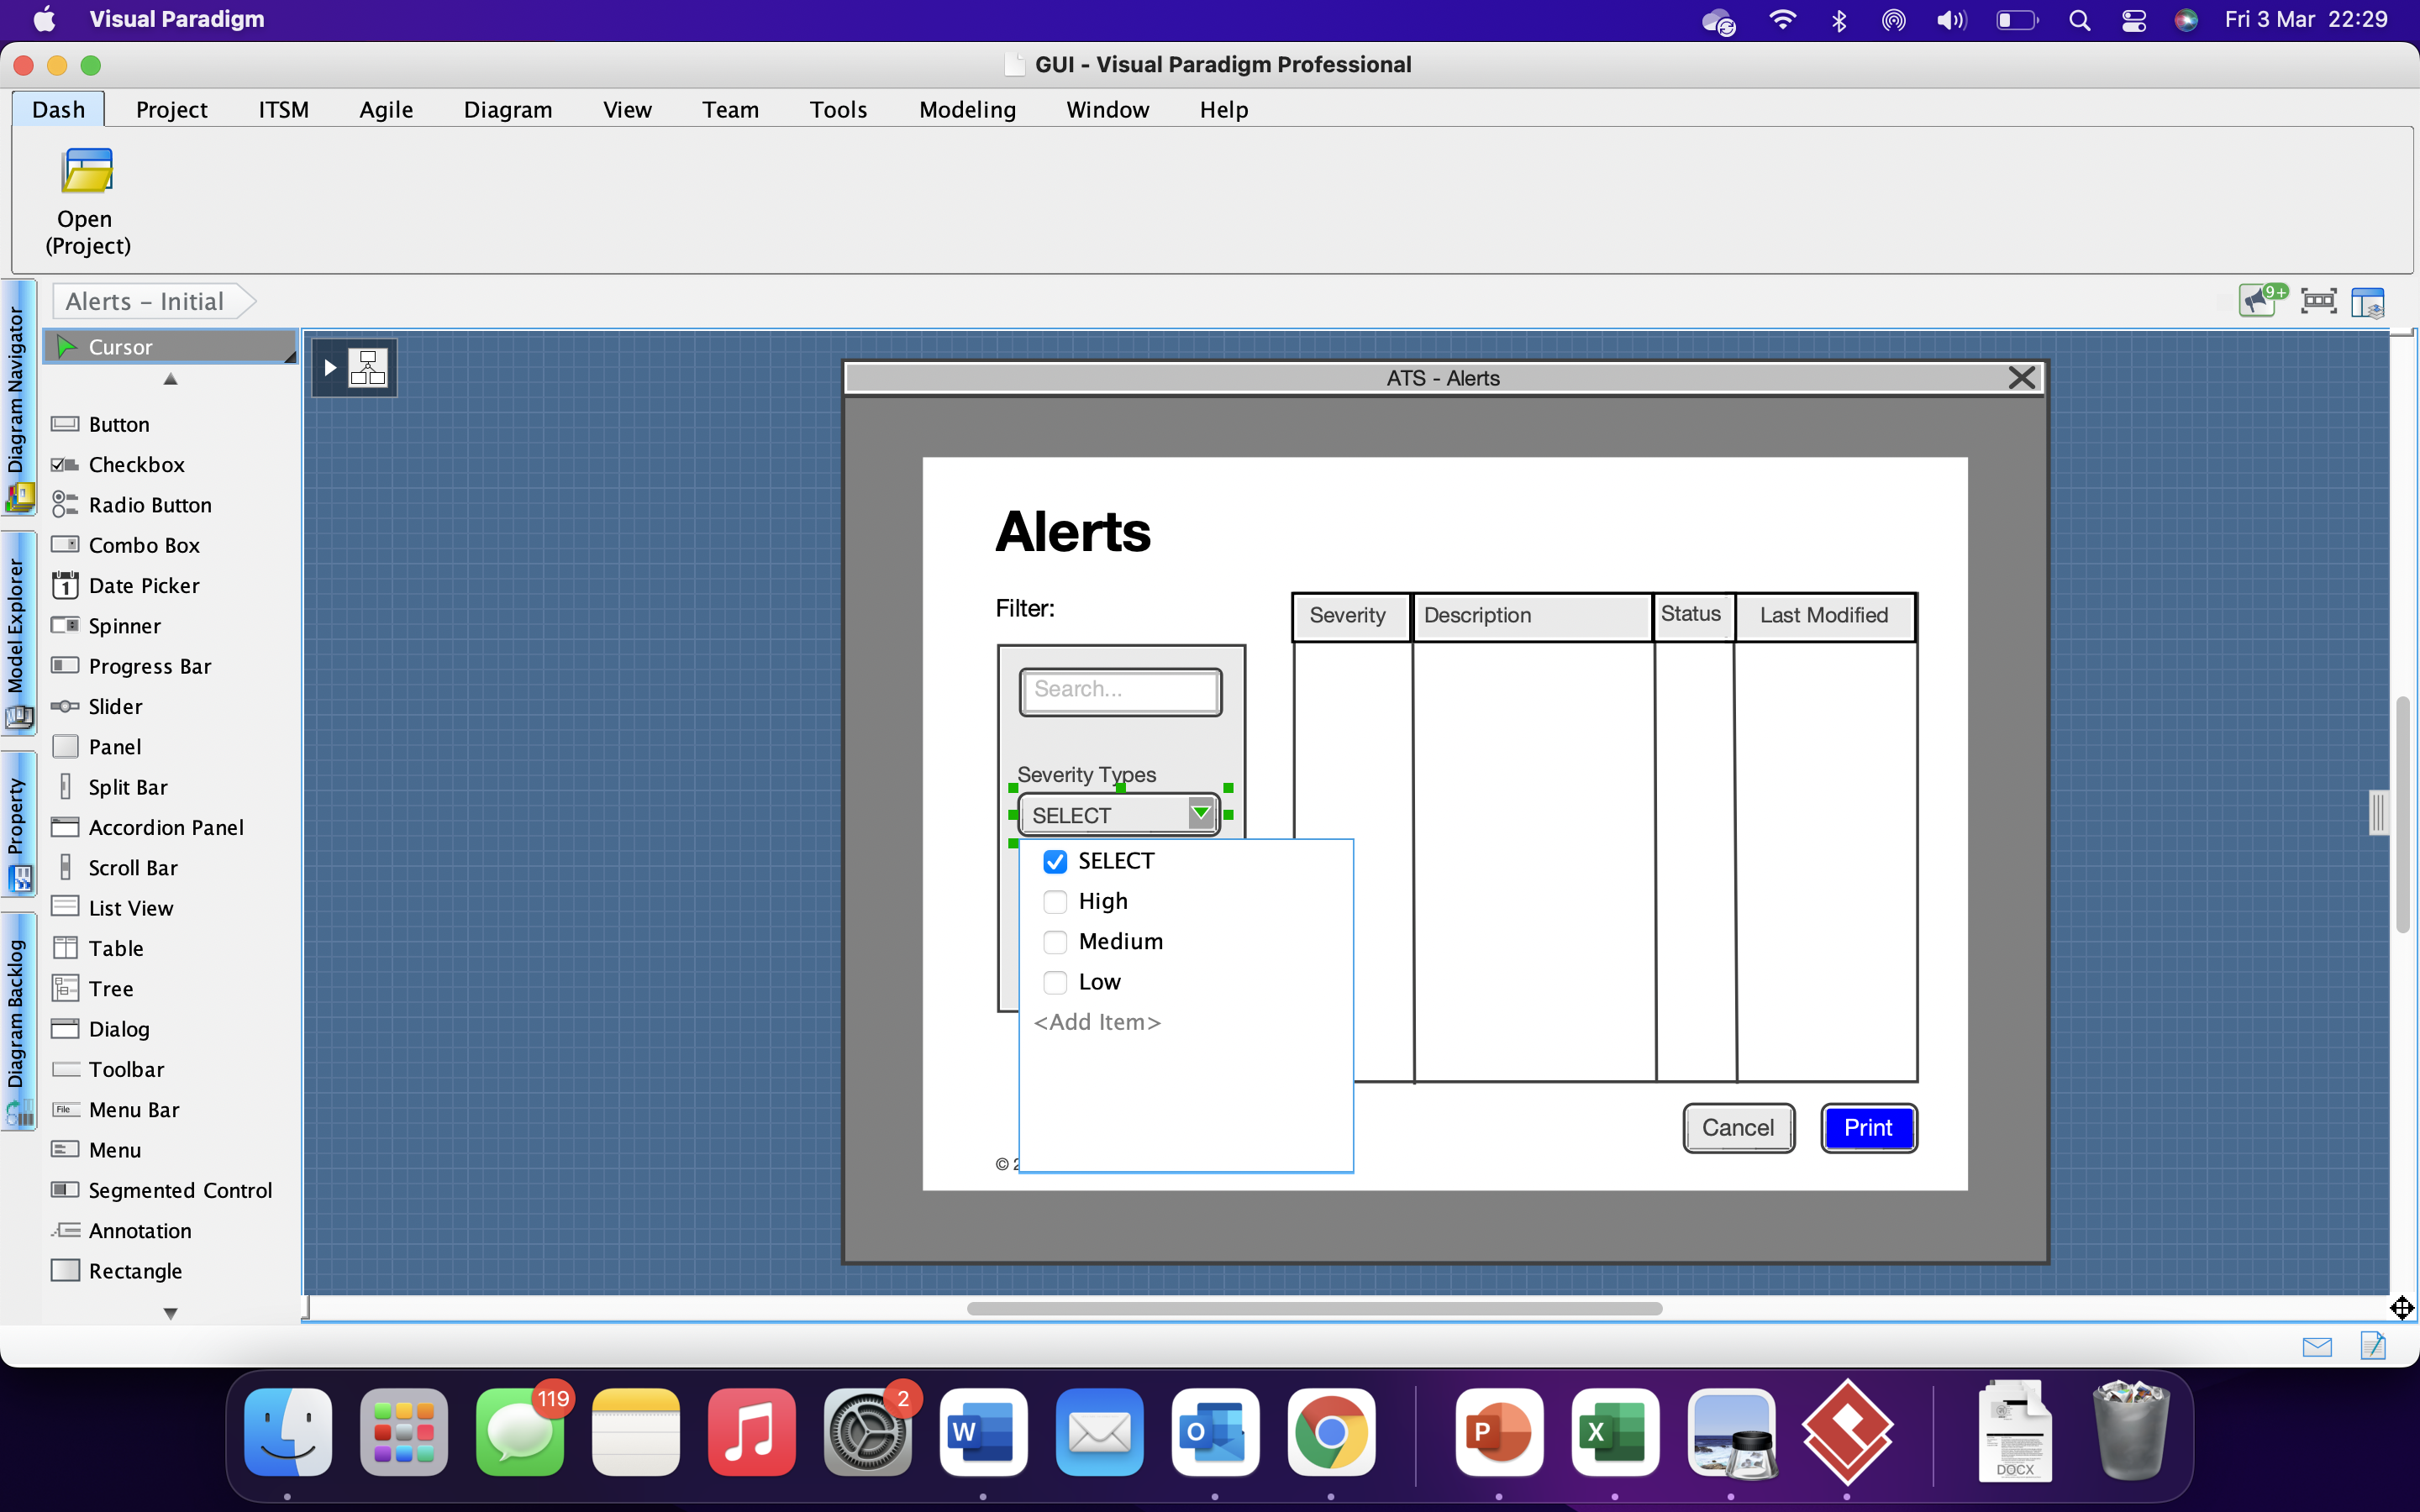 Visual Paradigm
Fri 3 Mar 22:29
GUI - Visual Paradigm Professional
Dash Project ITSM Agile Diagram View Team Tools Modeling Window Help
Open
(Project)
Alerts – Initial
9+
Diagram Navigator
Model Explorer
Property
Diagram Backlog
Cursor
Button
Checkbox
Radio Button
Combo Box
1
Date Picker
Spinner
Progress Bar
Slider
Panel
Split Bar
Accordion Panel
Scroll Bar
List View
Table
Tree
Dialog
Toolbar
File
Menu Bar
Menu
Segmented Control
Annotation
Rectangle
ATS - Alerts
Alerts
Filter:
Search...
Severity Types
SELECT
SELECT
High
Medium
Low
<Add Item>
Severity Description Status Last Modified
Cancel Print
© 2
119
2
W
O
P
X
DOCX